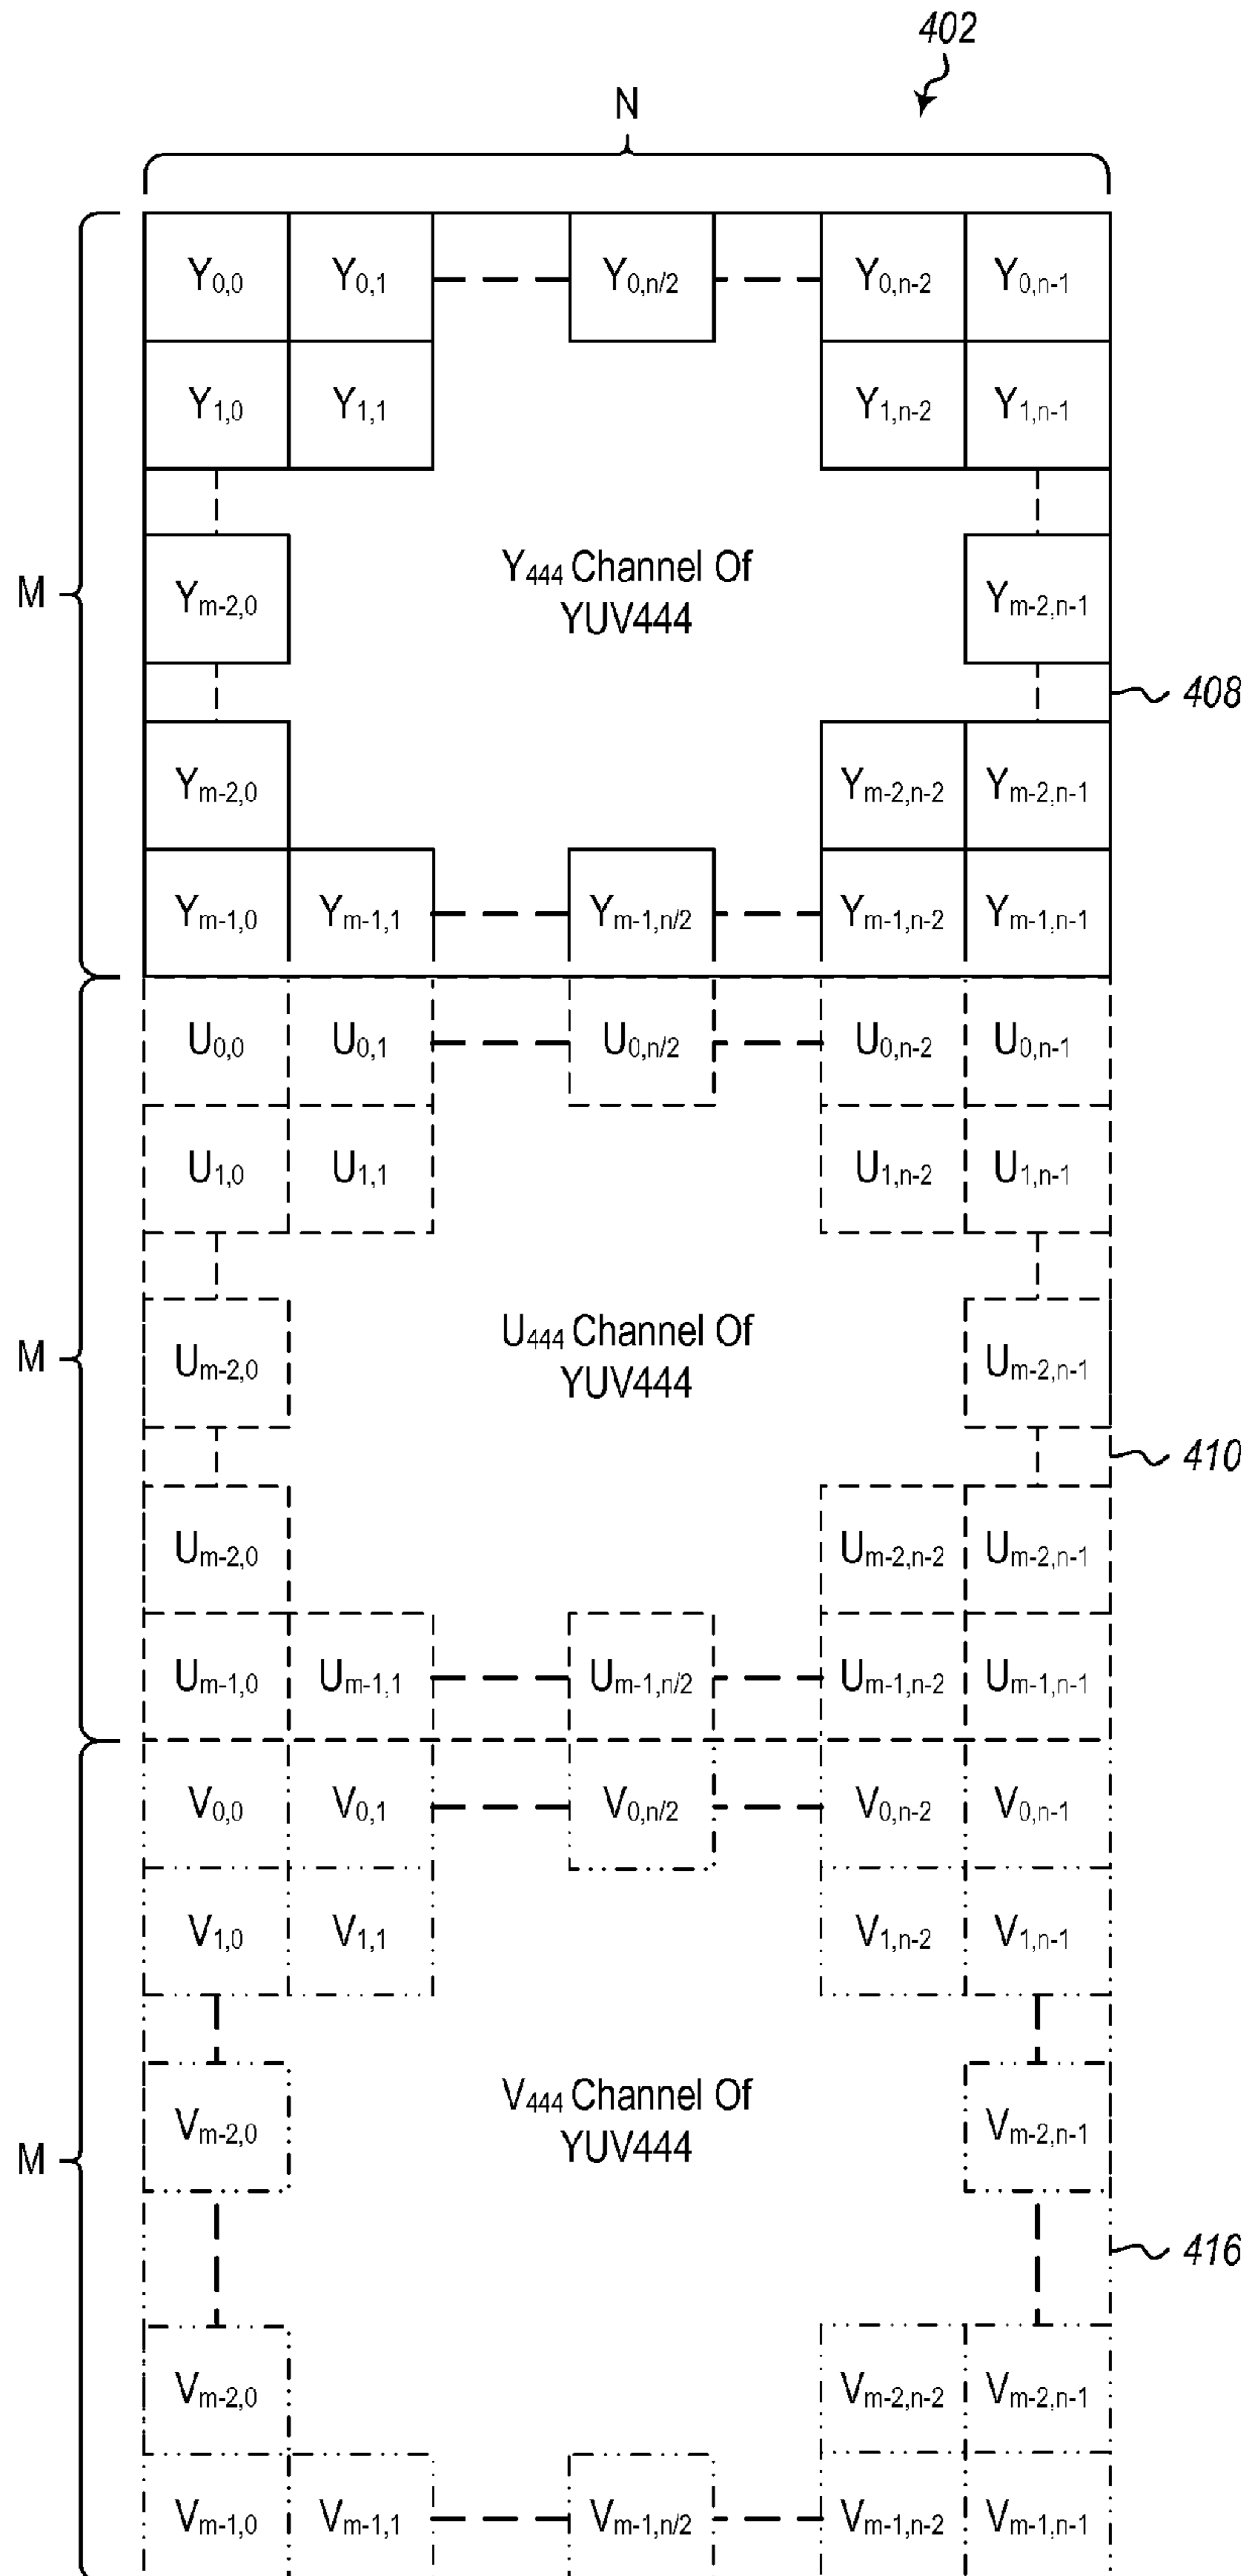 402
N
Y0,0 Y0,1 Y0,n/2 Y0,n-2 Y0,n-1
Y1,0 Y1,1 Y1,n-2 Y1,n-1
M Ym-2,0 Y444 Channel Of Ym-2,n-1
YUV444
408
Ym-2,0 Ym-2,n-2 Ym-2,n-1
Ym-1,0 Ym-1,1 Ym-1,n/2 Ym-1,n-2 Ym-1,n-1
U0,0 U0,1 U0,n/2 U0,n-2 U0,n-1
U1,0 U1,1 U1,n-2 U1,n-1
M Um-2,0 U444 Channel Of Um-2,n-1
YUV444
410
Um-2,0 Um-2,n-2 Um-2,n-1
Um-1,0 Um-1,1 Um-1,n/2 Um-1,n-2 Um-1,n-1
V0,0 V0,1 V0,n/2 V0,n-2 V0,n-1
V1,0 V1,1 V1,n-2 V1,n-1
Vm-2,0 V444 Channel Of Vm-2,n-1
M YUV444
416
Vm-2,0 Vm-2,n-2 Vm-2,n-1
Vm-1,0 Vm-1,1 Vm-1,n/2 Vm-1,n-2 Vm-1,n-1